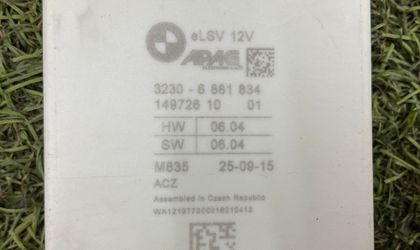 eLSV 12V
APAG
3230 - 6 861 834
149726 10 01
HW 06.04
SW 06.04
M835 25-09-15
ACZ
Assembled in Czech Republic